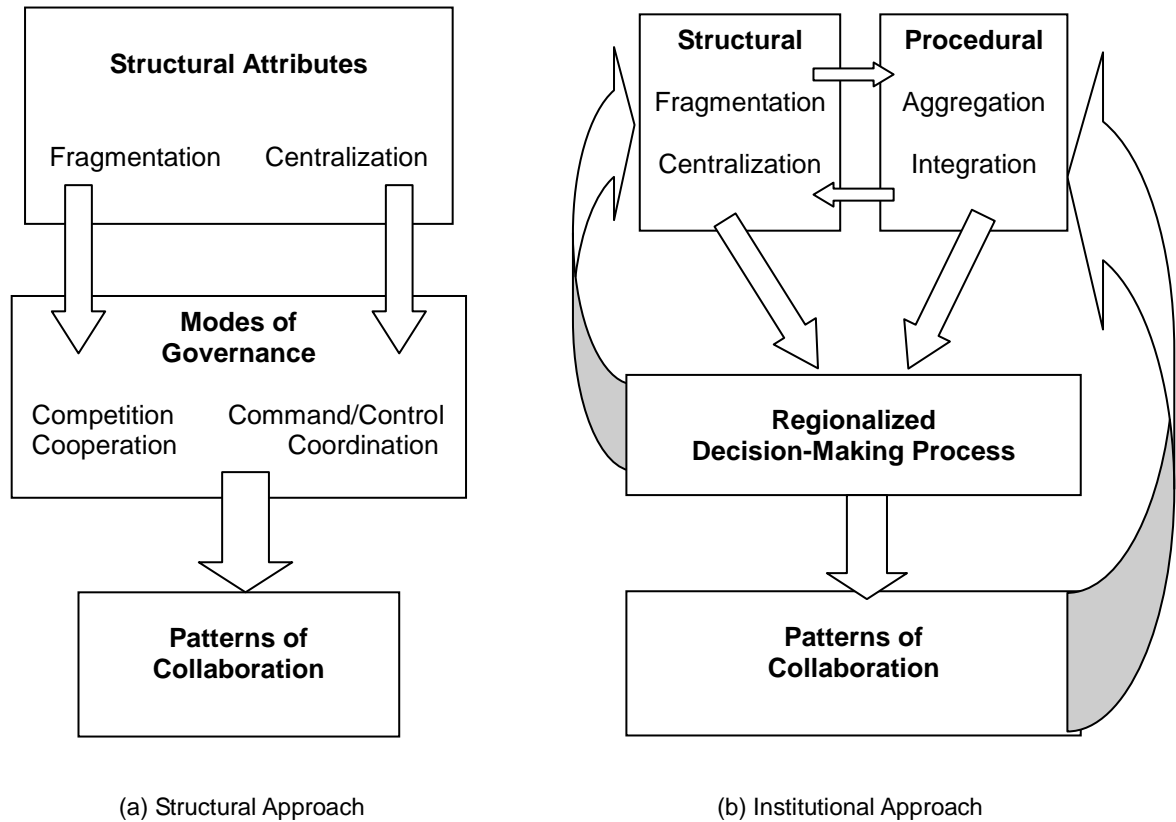 Structural Attributes
Fragmentation Centralization
Modes of
Governance
Competition Command/Control
Cooperation Coordination
Patterns of
Collaboration
(a) Structural Approach
Structural Procedural
Fragmentation Aggregation
Centralization Integration
Regionalized
Decision-Making Process
Patterns of
Collaboration
(b) Institutional Approach